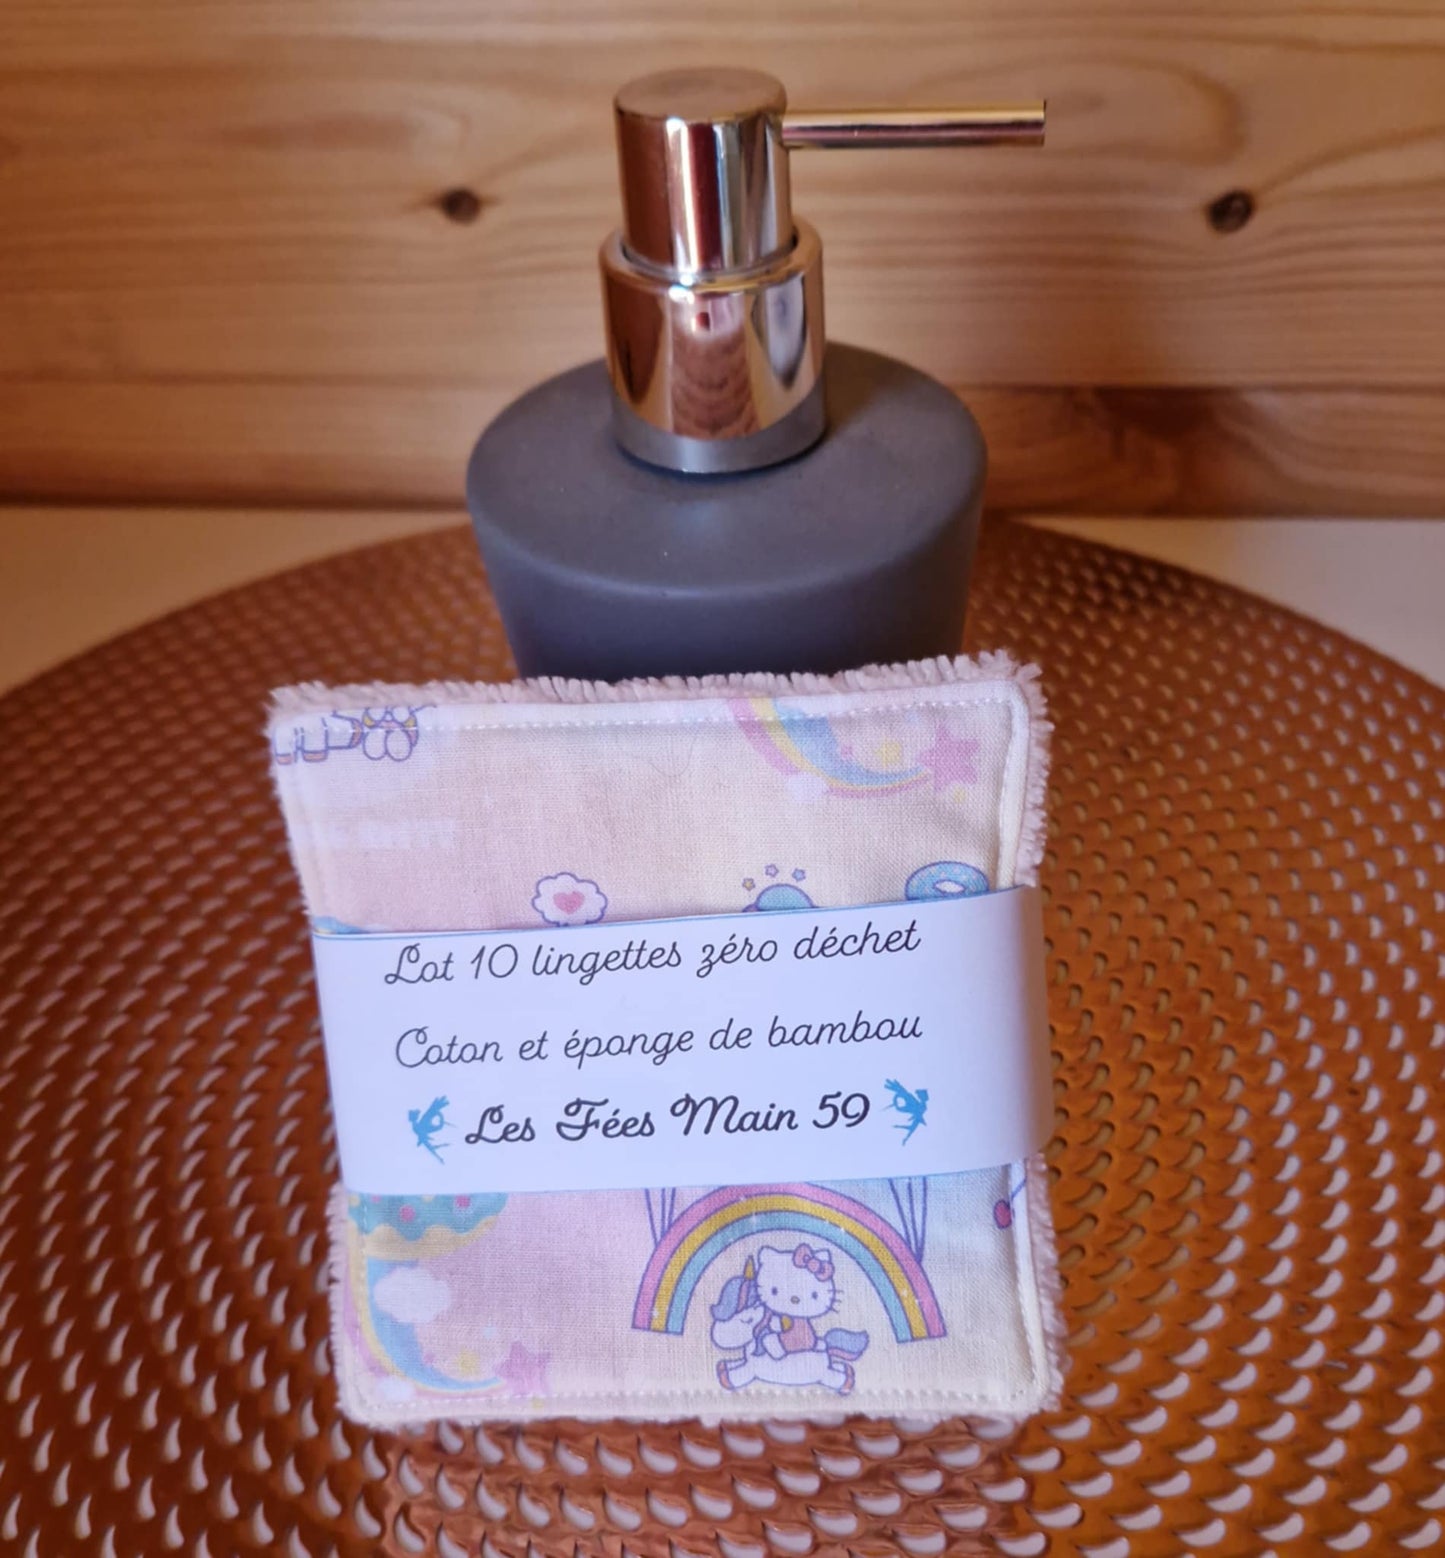 Lot 10 lingettes zéro déchet
Coton et éponge de bambou
Les Fées Main 59